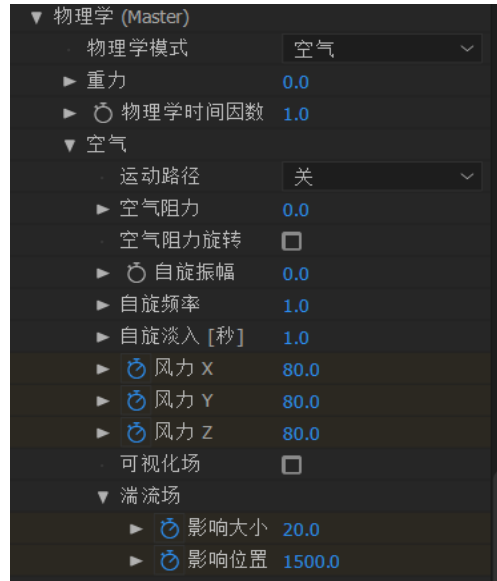 物理学 (Master)
物理学模式 空气
重力 0.0
物理学时间因数 1.0
空气
运动路径 关
空气阻力 0.0
空气阻力旋转
自旋振幅 0.0
自旋频率 1.0
自旋淡入 [秒] 1.0
风力 X 80.0
风力 Y 80.0
风力 Z 80.0
可视化场
湍流场
影响大小 20.0
影响位置 1500.0